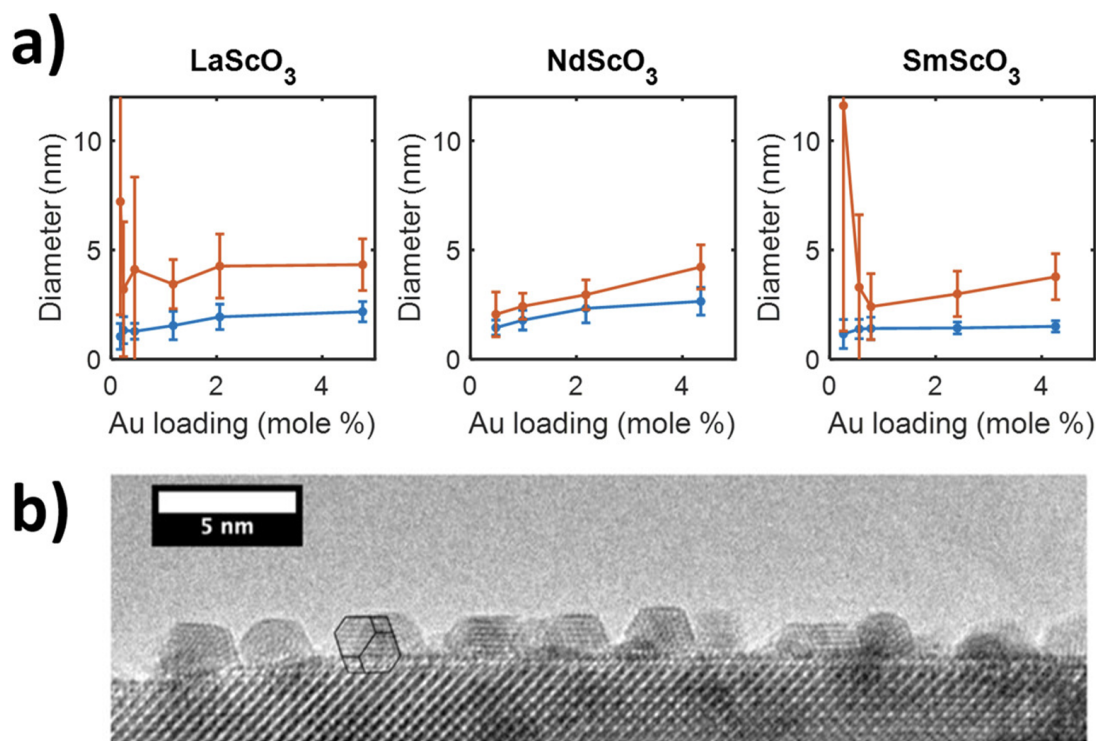 a)
LaScO3
NdScO3
SmScO3
Diameter (nm)
10
5
0
0
2
4
Au loading (mole %)
Diameter (nm)
10
5
0
0
2
4
Au loading (mole %)
Diameter (nm)
10
5
0
0
2
4
Au loading (mole %)
b)
5 nm